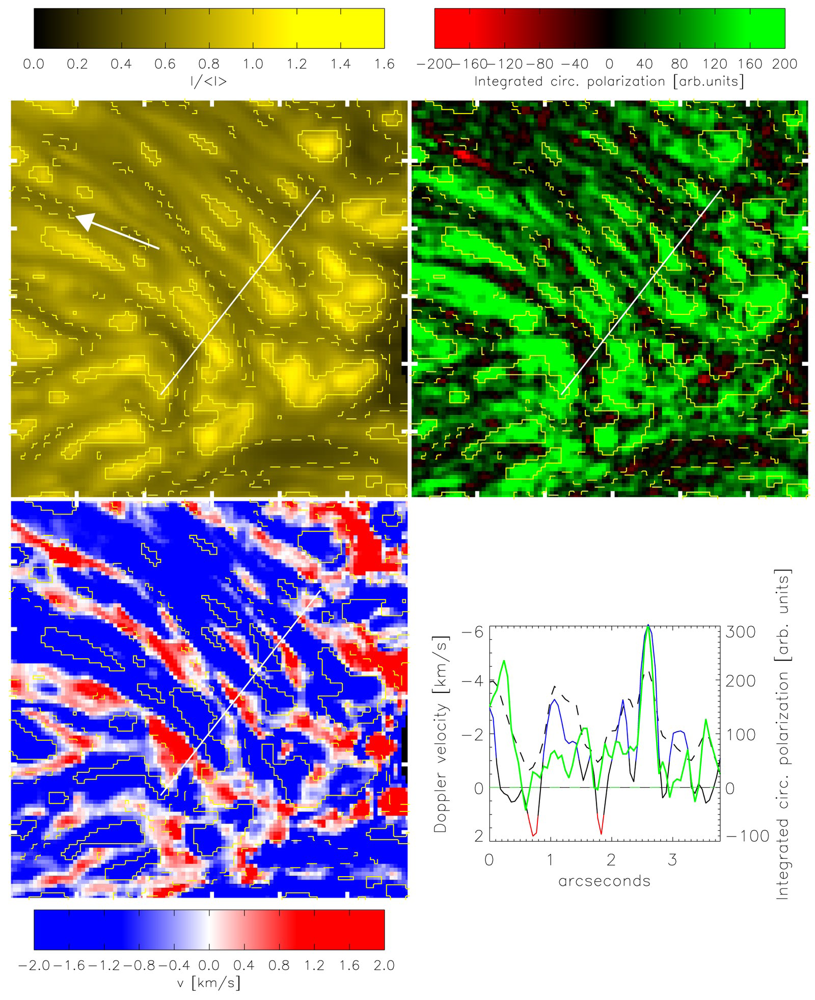 0.0 0.2 0.4 0.6 0.8 1.0 1.2 1.4 1.6
I/<I>
−200 −160 −120 −80 −40 0 40 80 120 160 200
Integrated circ. polarization [arb.units]
−6
−4
−2
0
2
Doppler velocity [km/s]
300
200
100
0
−100
Integrated circ. polarization [arb. units]
0 1 2 3
arcseconds
−2.0 −1.6 −1.2 −0.8 −0.4 0.0 0.4 0.8 1.2 1.6 2.0
v [km/s]